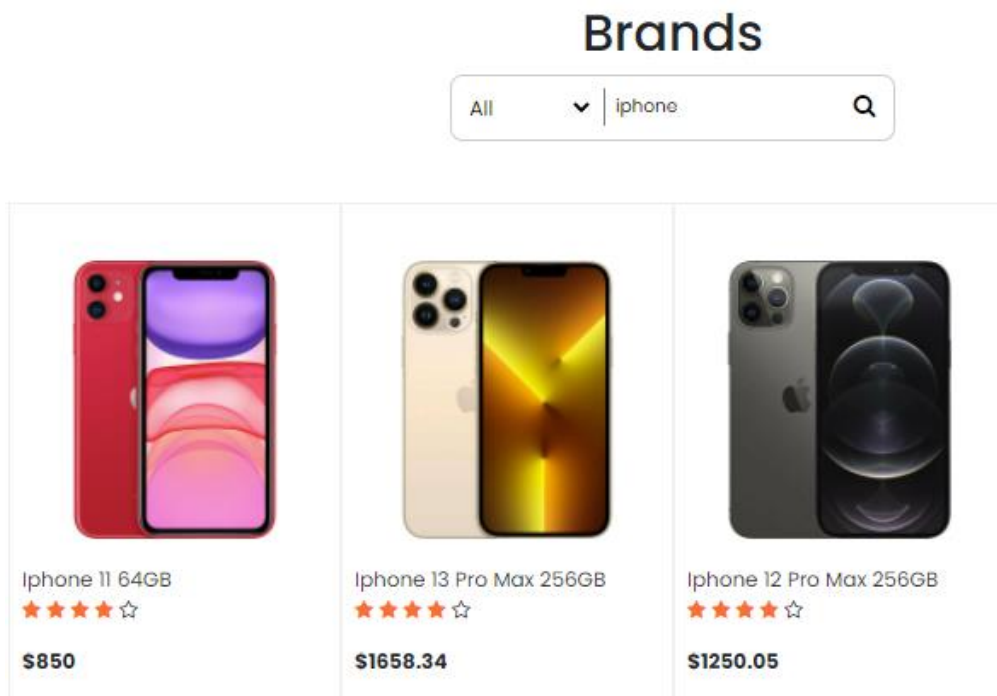 Brands
All iphone
Iphone 11 64GB
$850
Iphone 13 Pro Max 256GB
$1658.34
Iphone 12 Pro Max 256GB
$1250.05